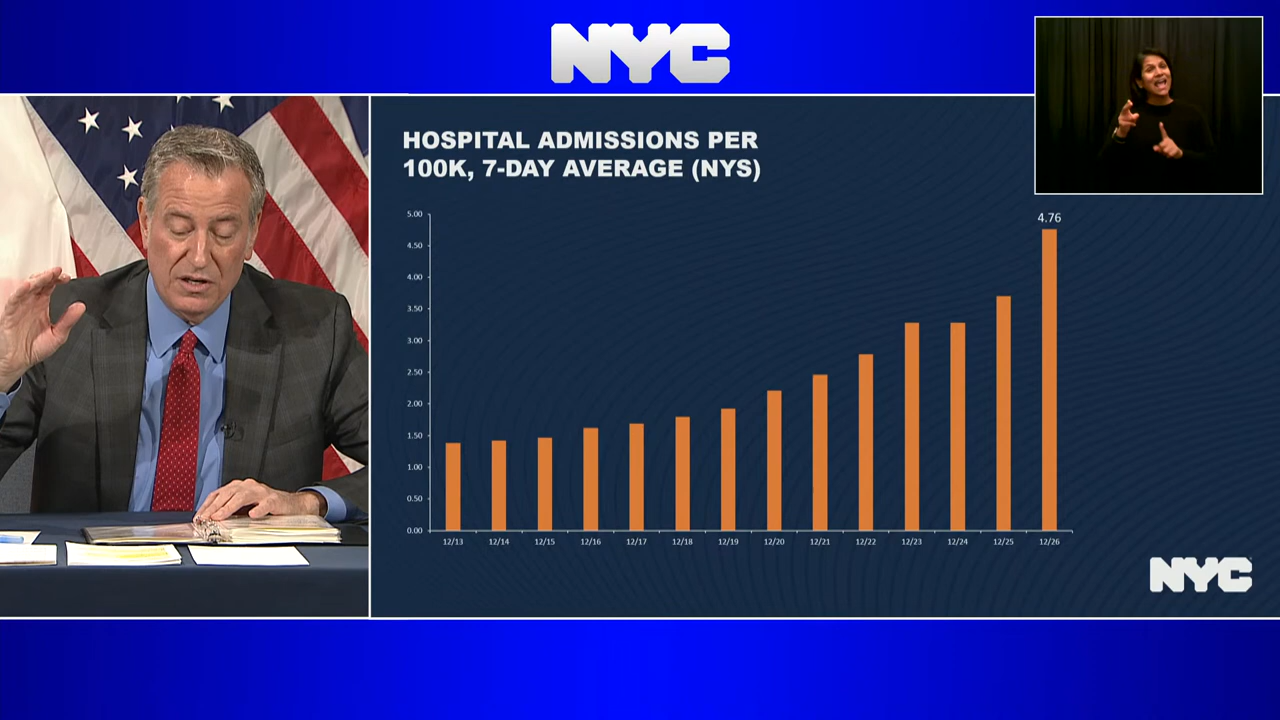 NYC
HOSPITAL ADMISSIONS PER
100K, 7-DAY AVERAGE (NYS)
4.76
5.00
4.50
4.00
3.50
3.00
2.50
2.00
1.50
1.00
0.50
0.00
12/13 12/14 12/15 12/16 12/17 12/18 12/19 12/20 12/21 12/22 12/23 12/24 12/25 12/26
NYC